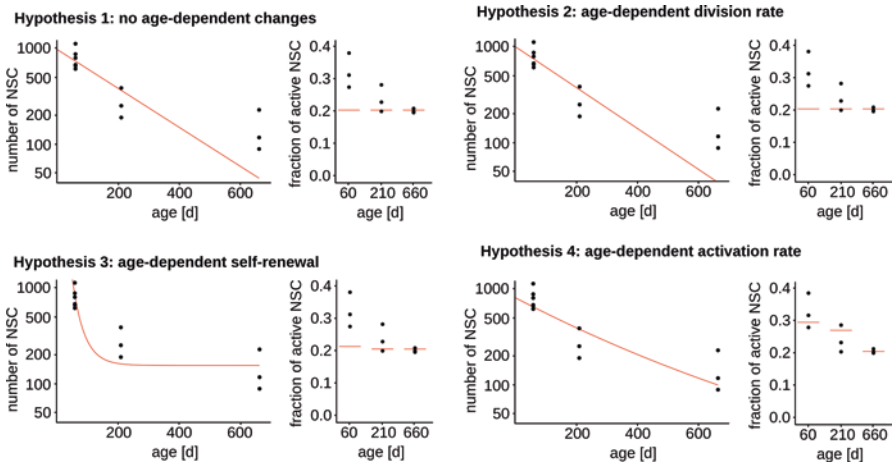 Hypothesis 1: no age-dependent changes
number of NSC
1000
500
200
100
50
200 400 600
age [d]
fraction of active NSC
0.4
0.3
0.2
0.1
0.0
60 210 660
age [d]
Hypothesis 2: age-dependent division rate
number of NSC
1000
500
200
100
50
200 400 600
age [d]
fraction of active NSC
0.4
0.3
0.2
0.1
0.0
60 210 660
age [d]
Hypothesis 3: age-dependent self-renewal
number of NSC
1000
500
200
100
50
200 400 600
age [d]
fraction of active NSC
0.4
0.3
0.2
0.1
0.0
60 210 660
age [d]
Hypothesis 4: age-dependent activation rate
number of NSC
1000
500
200
100
50
200 400 600
age [d]
fraction of active NSC
0.4
0.3
0.2
0.1
0.0
60 210 660
age [d]